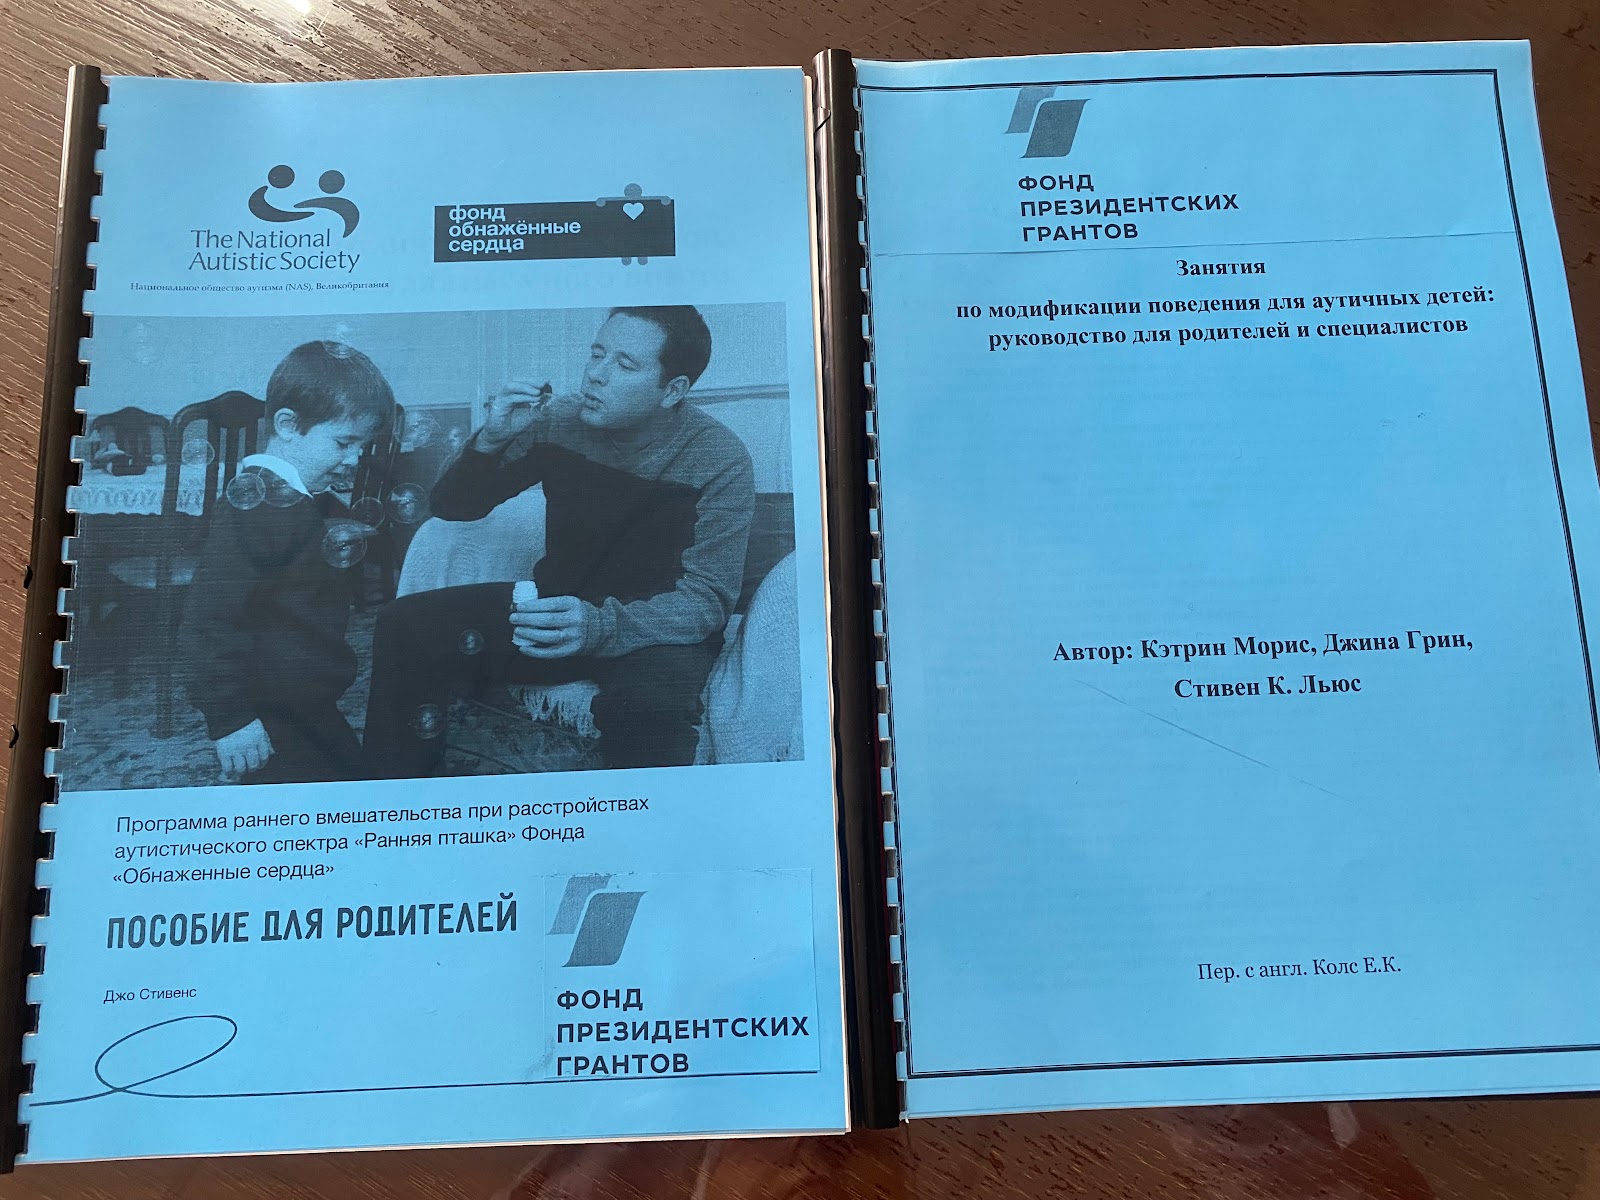 The National
Autistic Society
Национальное общество аутизма (NAS), Великобритания
фонд
обнажённые
сердца
Программа раннего вмешательства при расстройствах
аутистического спектра «Ранняя пташка» Фонда
«Обнаженные сердца»
ПОСОБИЕ ДЛЯ РОДИТЕЛЕЙ
Джо Стивенс
ФОНД
ПРЕЗИДЕНТСКИХ
ГРАНТОВ
ФОНД
ПРЕЗИДЕНТСКИХ
ГРАНТОВ
Занятия
по модификации поведения для аутичных детей:
руководство для родителей и специалистов
Автор: Кэтрин Морис, Джина Грин,
Стивен К. Льюс
Пер. с англ. Колс Е.К.